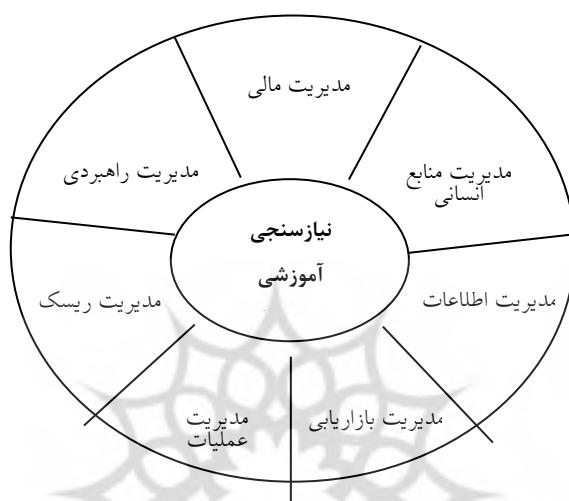 مدیریت مالی
مدیریت منابع
انسانی
مدیریت راهبردی
نیازسنجی
آموزشی
مدیریت اطلاعات
مدیریت ریسک
مدیریت بازاریابی
مدیریت
عملیات